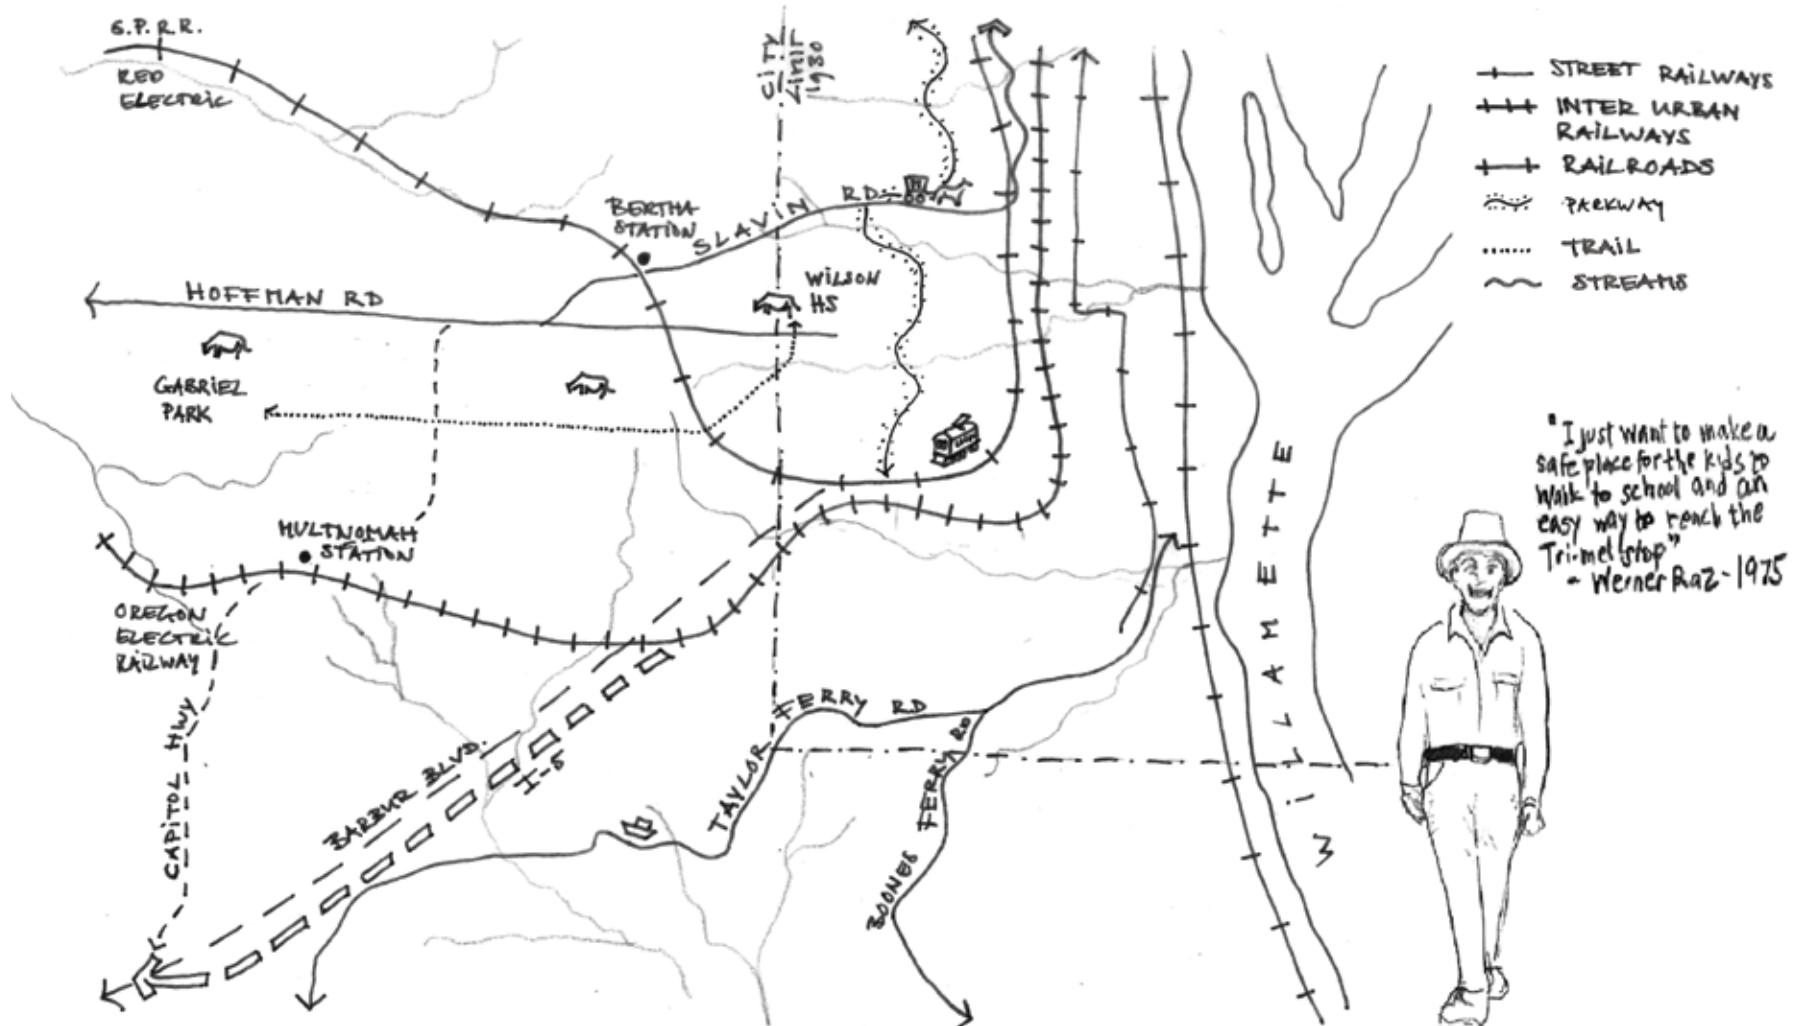 S.P.R.R.
RED
ELECTRIC
CITY
LIMIT
1930
BERTHA
STATION
SLAVIN RD
WILSON
HS
HOFFMAN RD
GABRIEL
PARK
MULTNOMAH
STATION
OREGON
ELECTRIC
RAILWAY
CAPITOL HWY
BARBUR BLVD.
I-5
TAYLOR FERRY RD
BOONES FERRY RD
WILLAMETTE
STREET RAILWAYS
INTER URBAN
RAILWAYS
RAILROADS
PARKWAY
TRAIL
STREAMS
"I just want to make a
safe place for the kids to
walk to school and an
easy way to reach the
Tri-met stop"
- Werner Raz - 1975